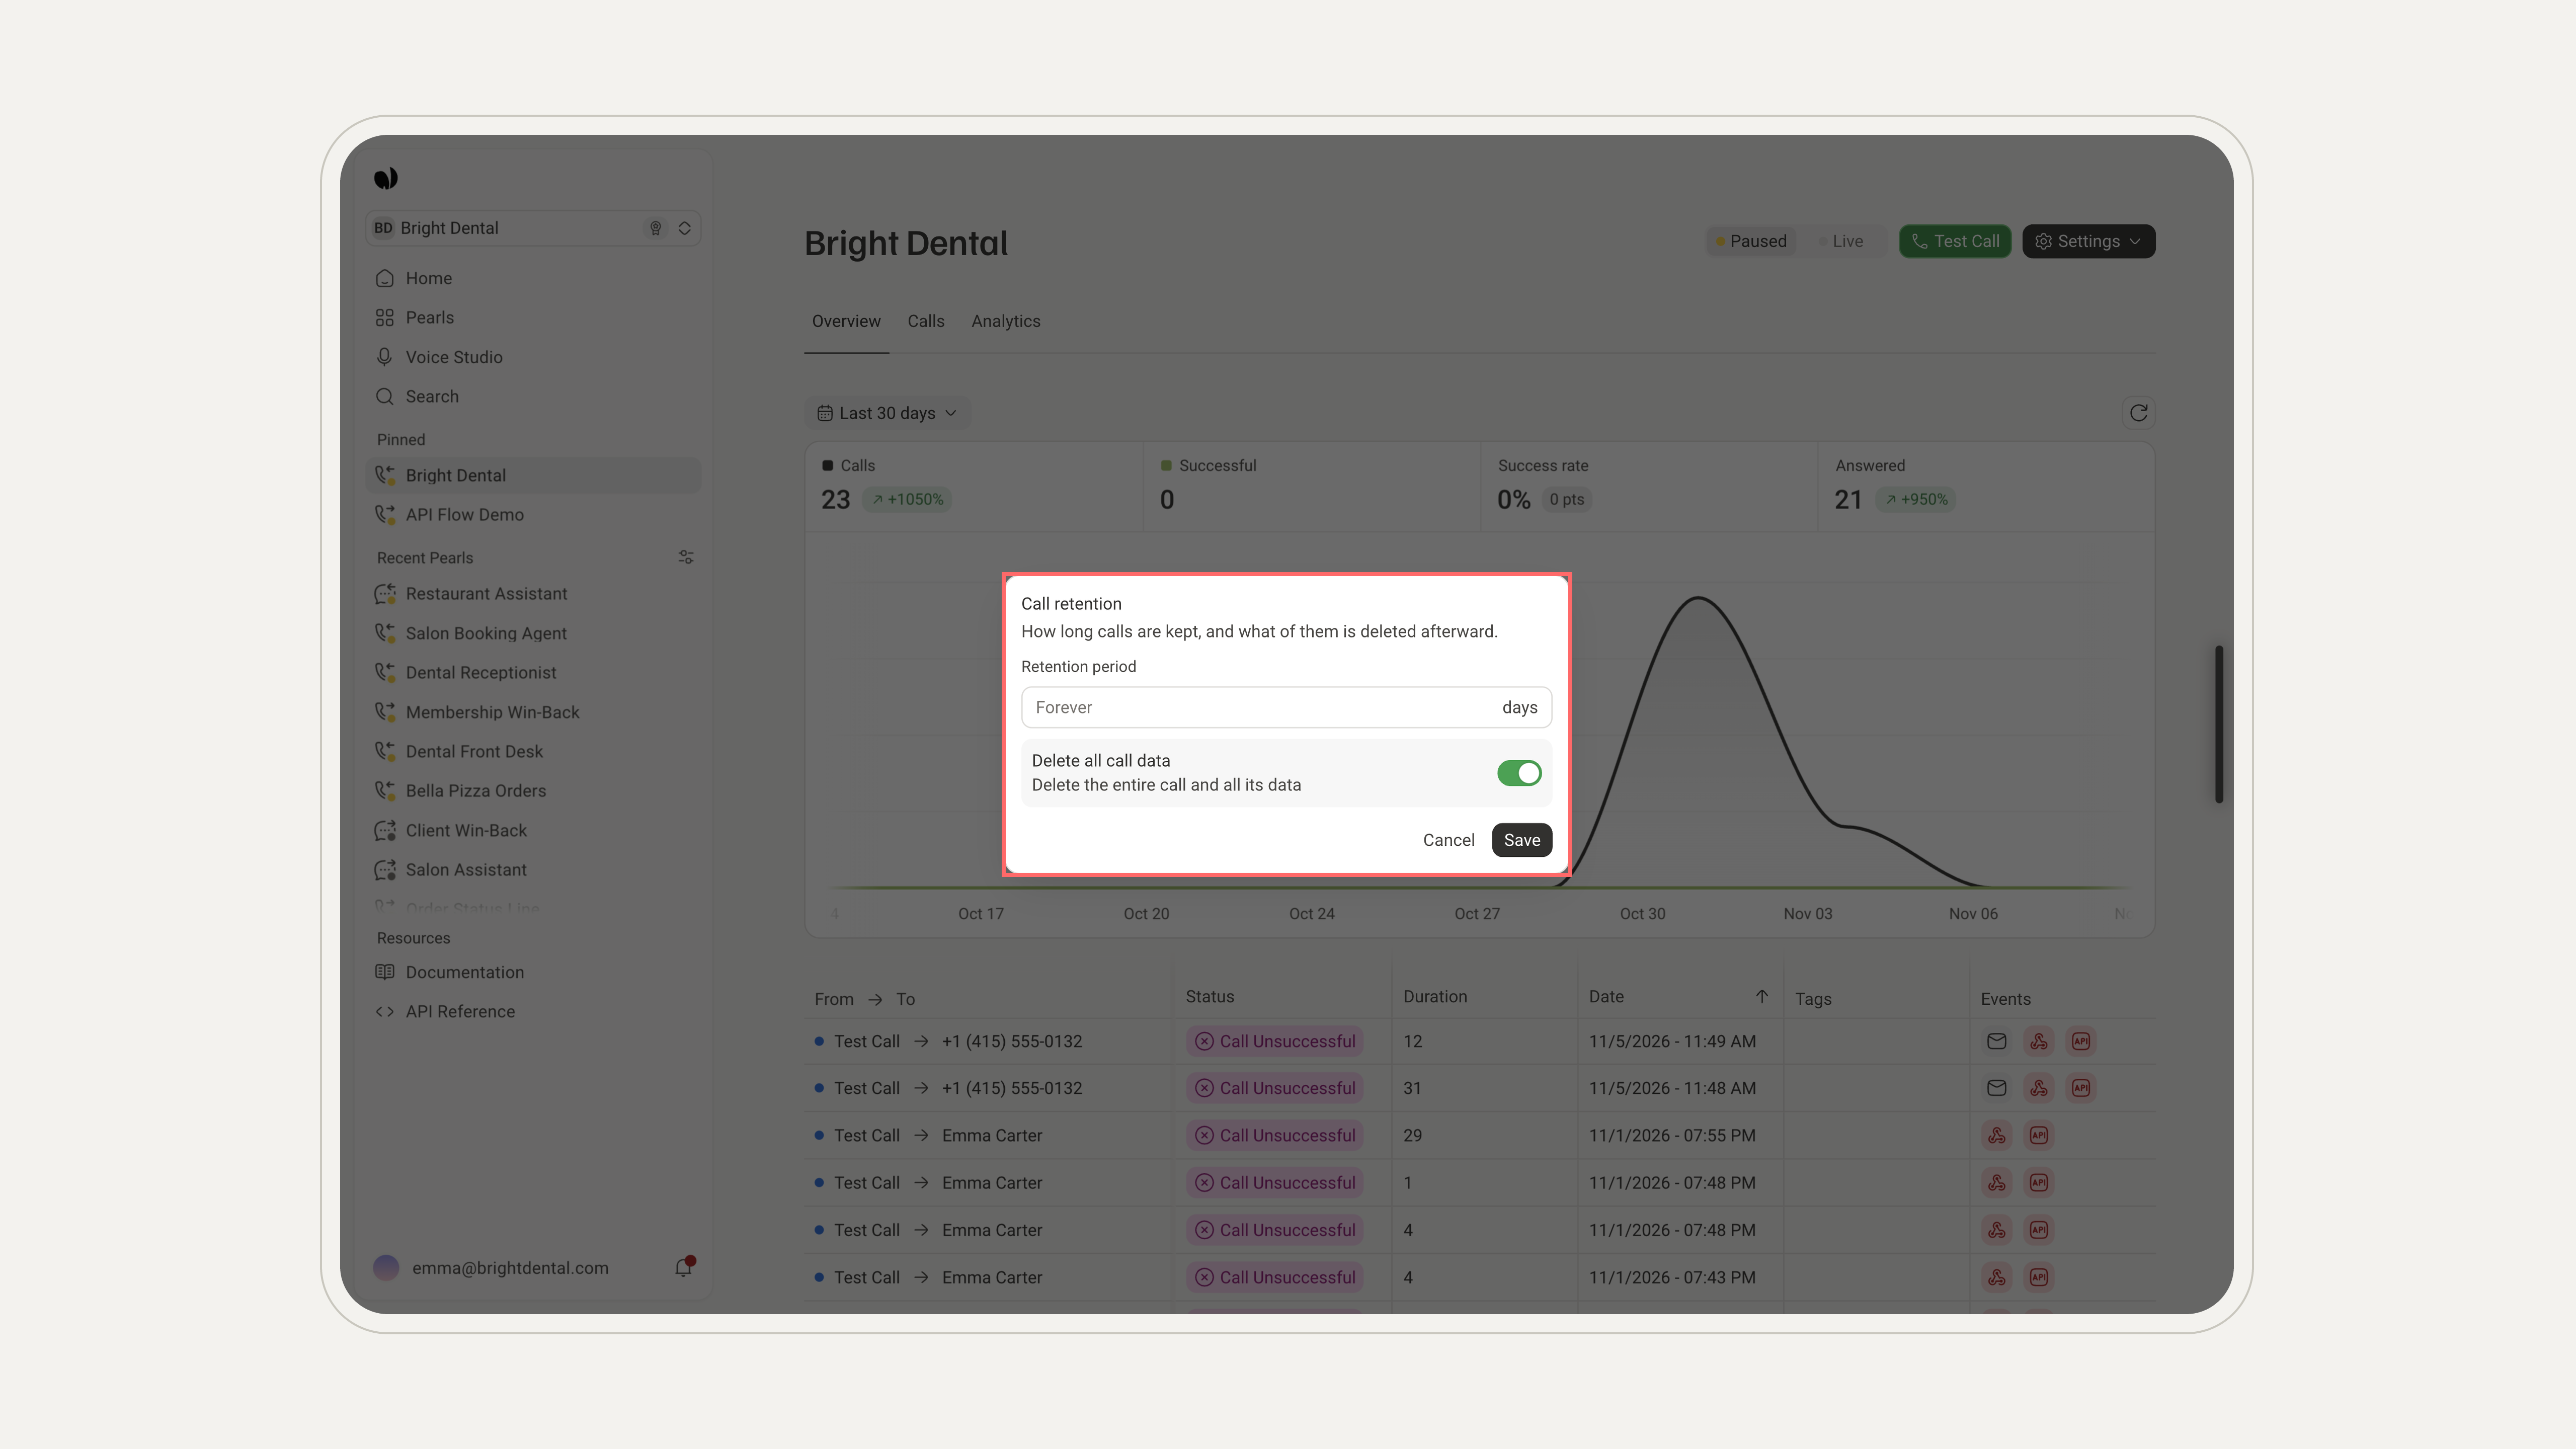 BD Bright Dental
Home
Pearls
Voice Studio
Search
Pinned
Bright Dental
API Flow Demo
Recent Pearls
Restaurant Assistant
Salon Booking Agent
Dental Receptionist
Membership Win-Back
Dental Front Desk
Bella Pizza Orders
Client Win-Back
Salon Assistant
Order Status Line
Resources
Documentation
API Reference
emma@brightdental.com
Bright Dental
Paused Live Test Call Settings
Overview Calls Analytics
Last 30 days
Calls Successful Success rate Answered
23 +1050% 0 0% 0 pts 21 +950%
Call retention
How long calls are kept, and what of them is deleted afterward.
Retention period
Forever days
Delete all call data
Delete the entire call and all its data
Cancel Save
4 Oct 17 Oct 20 Oct 24 Oct 27 Oct 30 Nov 03 Nov 06
From → To Status Duration Date Tags Events
Test Call → +1 (415) 555-0132 Call Unsuccessful 12 11/5/2026 - 11:49 AM API
Test Call → +1 (415) 555-0132 Call Unsuccessful 31 11/5/2026 - 11:48 AM API
Test Call → Emma Carter Call Unsuccessful 29 11/1/2026 - 07:55 PM API
Test Call → Emma Carter Call Unsuccessful 1 11/1/2026 - 07:48 PM API
Test Call → Emma Carter Call Unsuccessful 4 11/1/2026 - 07:48 PM API
Test Call → Emma Carter Call Unsuccessful 4 11/1/2026 - 07:43 PM API